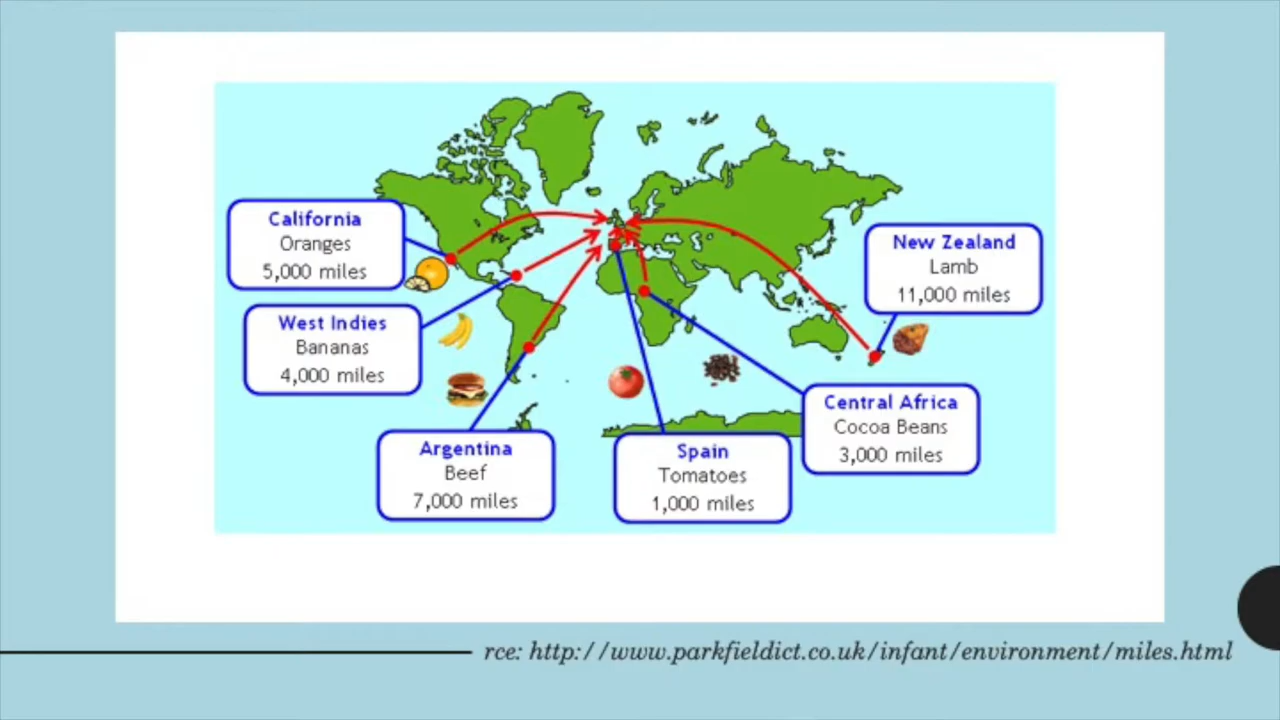 California
Oranges
5,000 miles
West Indies
Bananas
4,000 miles
Argentina
Beef
7,000 miles
Spain
Tomatoes
1,000 miles
Central Africa
Cocoa Beans
3,000 miles
New Zealand
Lamb
11,000 miles
rce: http://www.parkfieldict.co.uk/infant/environment/miles.html